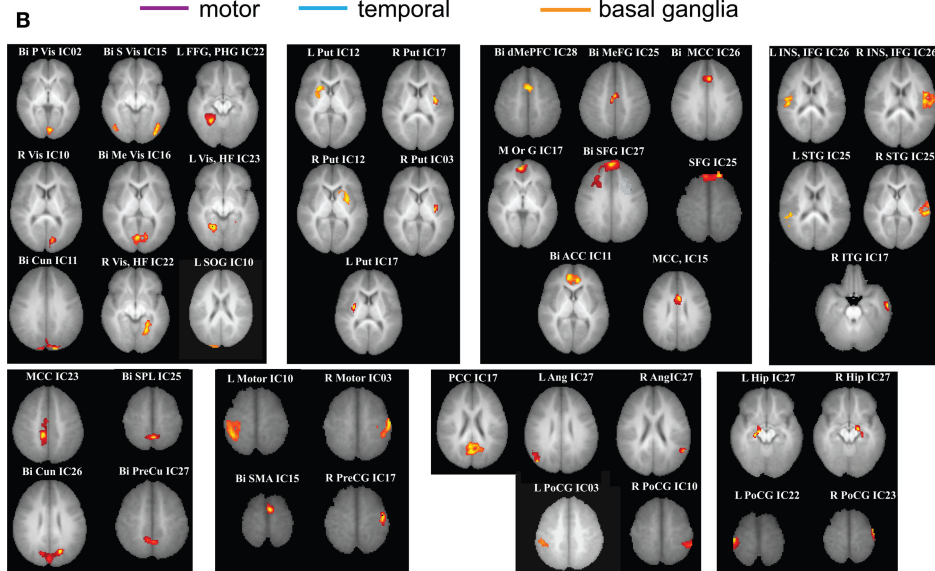 B
motor
temporal
basal ganglia
Bi P Vis IC02
Bi S Vis IC15
L FFG, PHG IC22
R Vis IC10
Bi Me Vis IC16
L Vis, HF IC23
Bi Cun IC11
R Vis, HF IC22
L SOG IC10
L Put IC12
R Put IC17
R Put IC12
R Put IC03
L Put IC17
Bi dMePFC IC28
Bi MeFG IC25
Bi MCC IC26
M Or G IC17
Bi SFG IC27
SFG IC25
Bi ACC IC11
MCC, IC15
L INS, IFG IC26
R INS, IFG IC26
L STG IC25
R STG IC25
R ITG IC17
MCC IC23
Bi SPL IC25
Bi Cun IC26
Bi PreCu IC27
L Motor IC10
R Motor IC03
Bi SMA IC15
R PreCG IC17
PCC IC17
L Ang IC27
R AngIC27
L PoCG IC03
R PoCG IC10
L Hip IC27
R Hip IC27
L PoCG IC22
R PoCG IC23